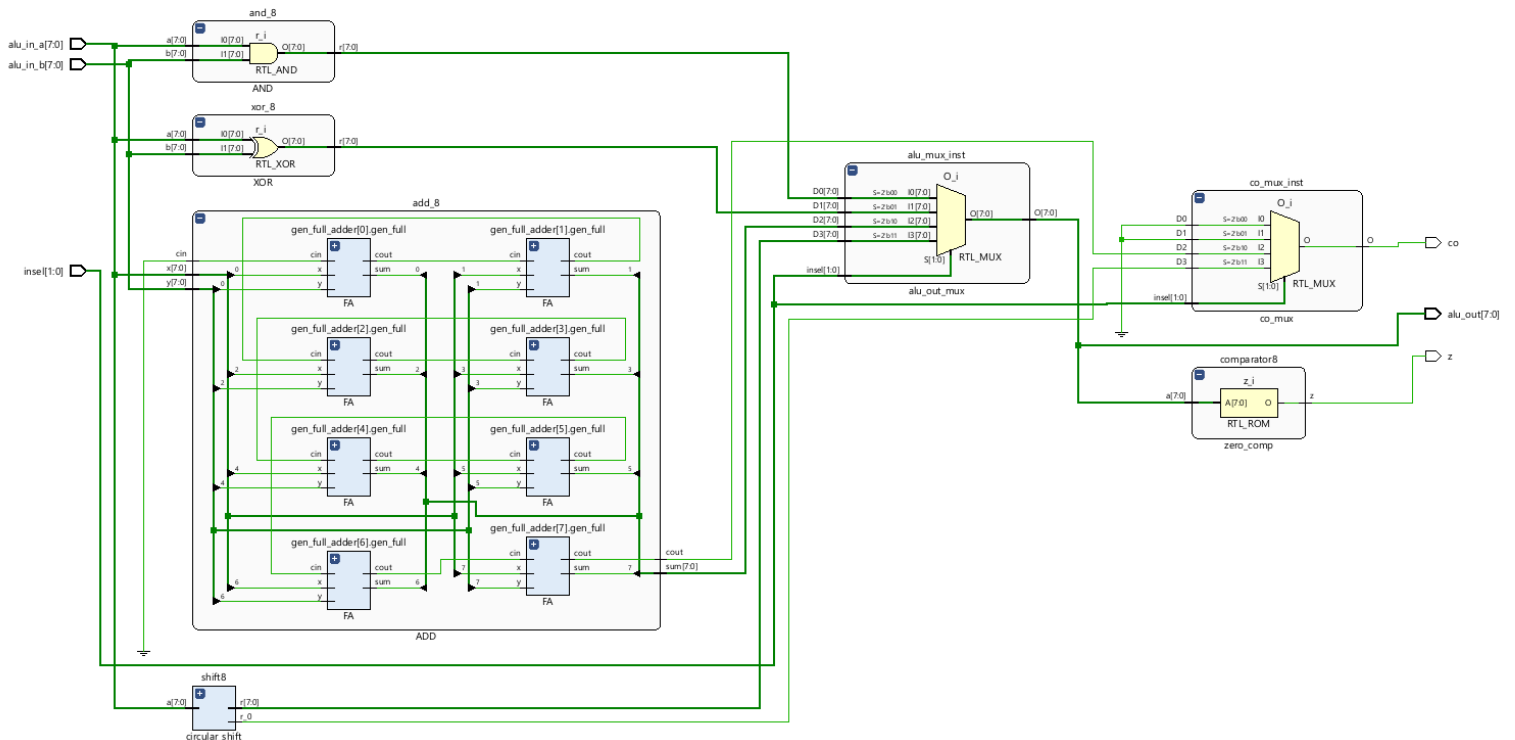 and_8
alu_in_a[7:0]
alu_in_b[7:0]
a[7:0] I0[7:0] r_i O[7:0] r[7:0]
b[7:0] I1[7:0]
RTL_AND
AND
xor_8
a[7:0] I0[7:0] r_i O[7:0] r[7:0]
b[7:0] I1[7:0]
RTL_XOR
XOR
add_8
insel[1:0]
cin
x[7:0]
y[7:0]
gen_full_adder[0].gen_full
cin cout
0 x sum 0
0 y
FA
gen_full_adder[1].gen_full
cin cout
1 x sum 1
1 y
FA
gen_full_adder[2].gen_full
cin cout
2 x sum 2
2 y
FA
gen_full_adder[3].gen_full
cin cout
3 x sum 3
3 y
FA
gen_full_adder[4].gen_full
cin cout
4 x sum 4
4 y
FA
gen_full_adder[5].gen_full
cin cout
5 x sum 5
5 y
FA
gen_full_adder[6].gen_full
cin cout
6 x sum 6
6 y
FA
gen_full_adder[7].gen_full
cin cout
7 x sum 7
7 y
FA
cout
sum[7:0]
ADD
shift8
a[7:0] r[7:0]
r_0
circular_shift
alu_mux_inst
O_i
D0[7:0] S=2'b00 I0[7:0]
D1[7:0] S=2'b01 I1[7:0] O[7:0] O[7:0]
D2[7:0] S=2'b10 I2[7:0]
D3[7:0] S=2'b11 I3[7:0]
S[1:0] RTL_MUX
insel[1:0]
alu_out_mux
co_mux_inst
O_i
D0 S=2'b00 I0
D1 S=2'b01 I1
D2 S=2'b10 I2
D3 S=2'b11 I3
O O co
S[1:0] RTL_MUX
insel[1:0]
co_mux
alu_out[7:0]
z
comparator8
z_i
a[7:0] A[7:0] O z
RTL_ROM
zero_comp